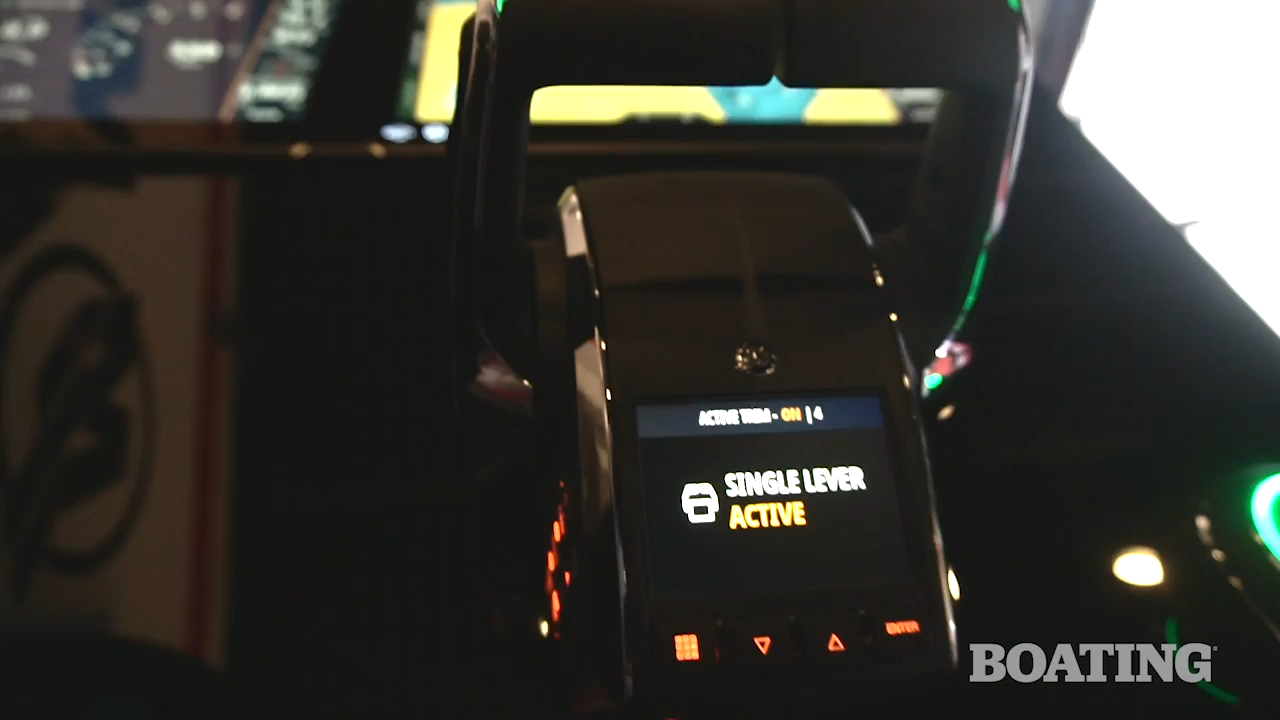 ACTIVE TRIM - ON | 4
SINGLE LEVER
ACTIVE
ENTER
BOATING